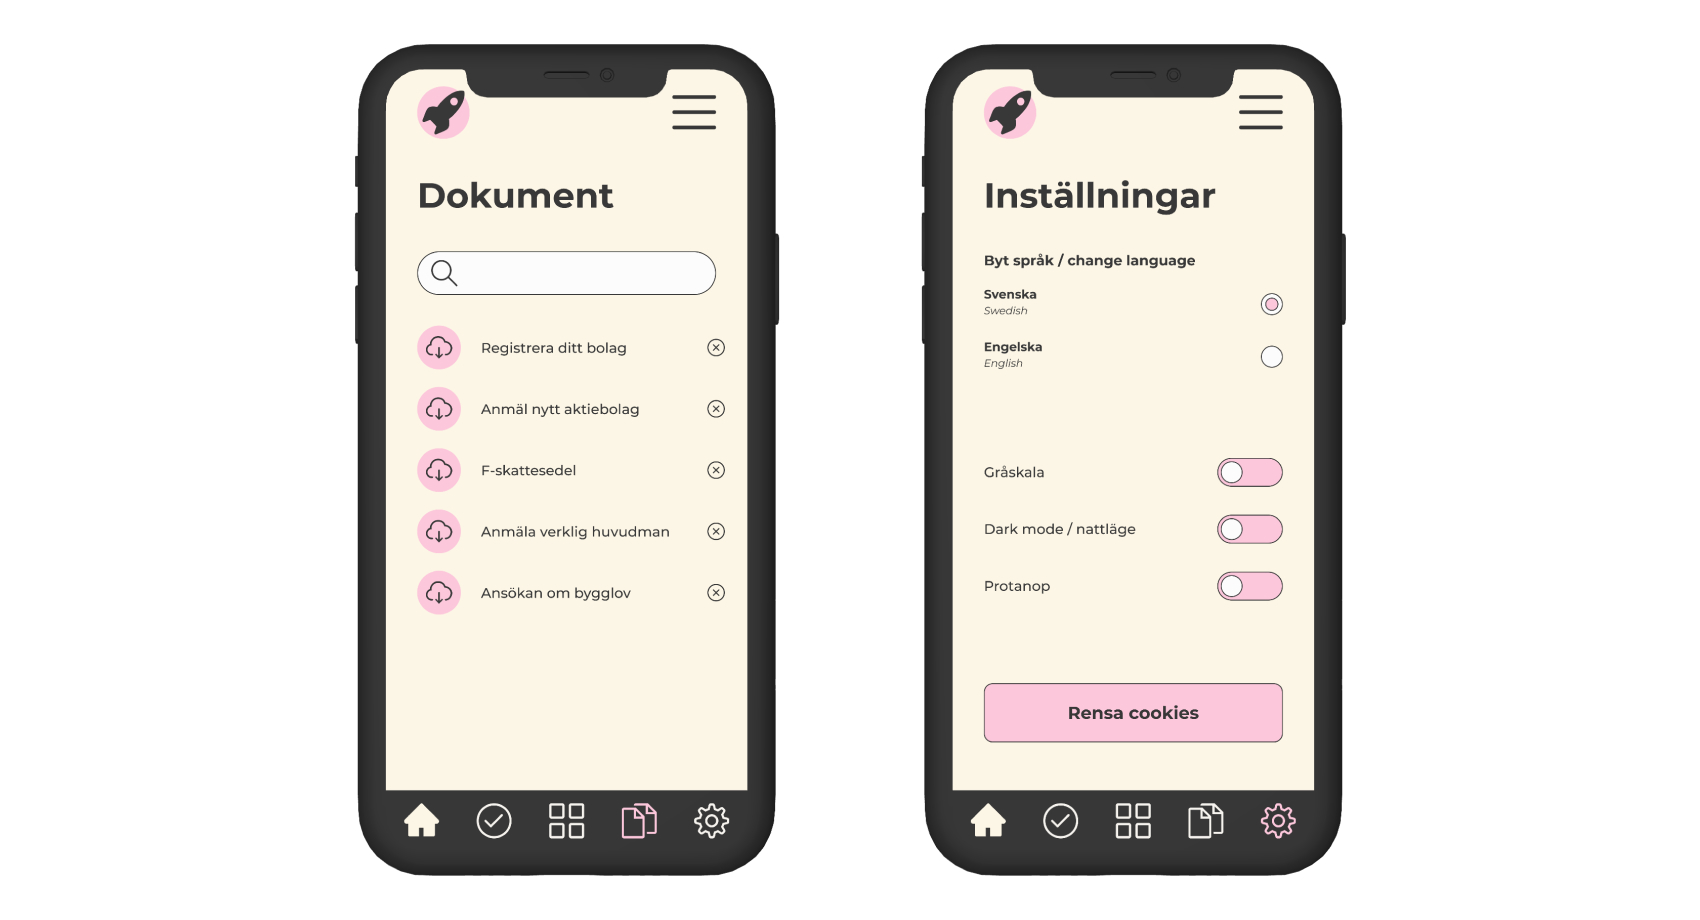 Dokument
Registrera ditt bolag
Anmäl nytt aktiebolag
F-skattesedel
Anmäla verklig huvudman
Ansökan om bygglov
Inställningar
Byt språk / change language
Svenska
Swedish
Engelska
English
Gråskala
Dark mode / nattläge
Protanop
Rensa cookies